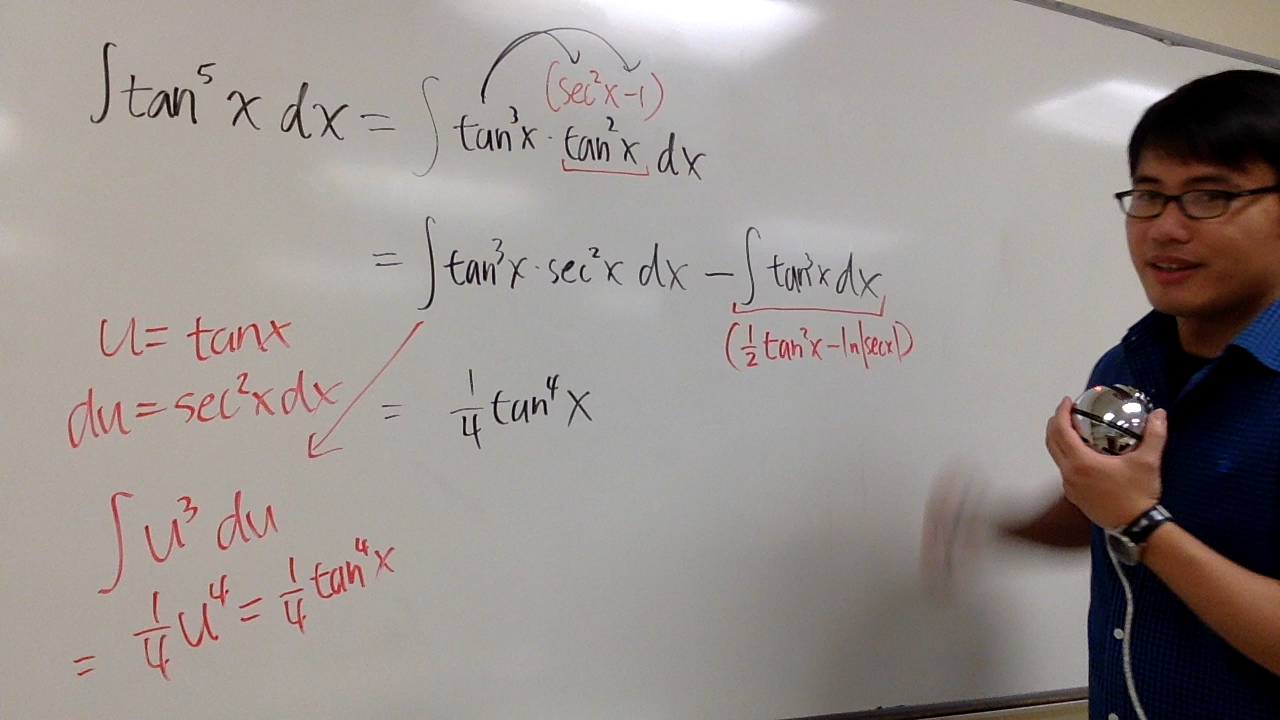 ∫tan⁵x dx = ∫tan³x · tan²x dx
(sec²x-1)
= ∫tan³x·sec²x dx - ∫tan³x dx
(½tan²x-ln|secx|)
u = tanx
du = sec²x dx
= ¼tan⁴x
∫u³ du
= ¼u⁴ = ¼tan⁴x